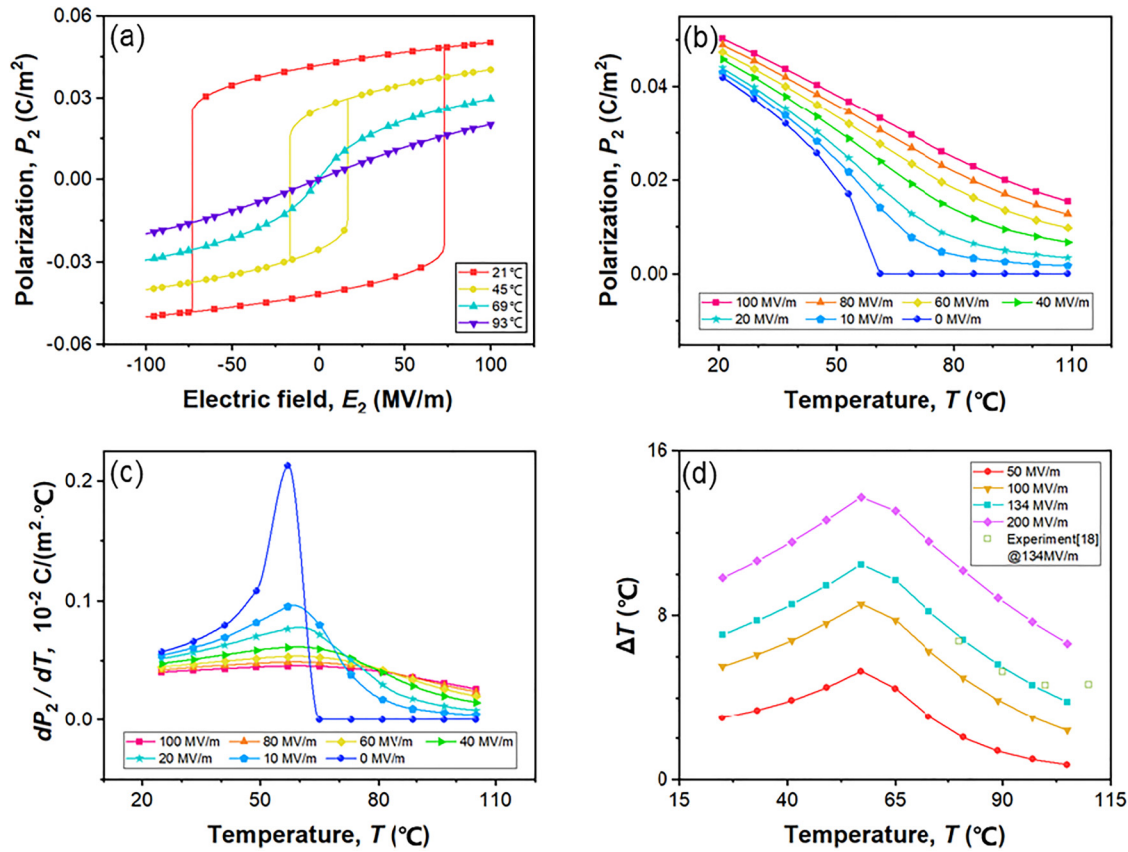 (a)
Polarization, P₂ (C/m²)
0.06
0.03
0.00
-0.03
-0.06
21℃
45℃
69℃
93℃
-100 -50 0 50 100
Electric field, E₂ (MV/m)
(b)
Polarization, P₂ (C/m²)
0.04
0.02
0.00
100 MV/m 80 MV/m 60 MV/m 40 MV/m
20 MV/m 10 MV/m 0 MV/m
20 50 80 110
Temperature, T (℃)
(c)
dP₂ / dT, 10⁻² C/(m²·℃)
0.2
0.1
0.0
100 MV/m 80 MV/m 60 MV/m 40 MV/m
20 MV/m 10 MV/m 0 MV/m
20 50 80 110
Temperature, T (℃)
(d)
ΔT (℃)
16
8
0
50 MV/m
100 MV/m
134 MV/m
200 MV/m
Experiment[18]
@134MV/m
15 40 65 90 115
Temperature, T (℃)